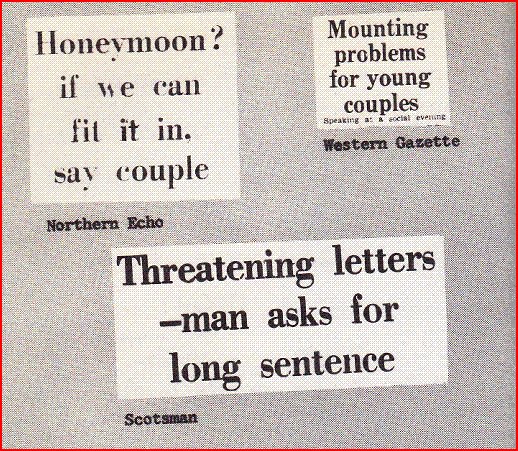 Honeymoon?
if we can
fit it in,
say couple
Northern Echo
Mounting
problems
for young
couples
Speaking at a social evening
Western Gazette
Threatening letters
—man asks for
long sentence
Scotsman